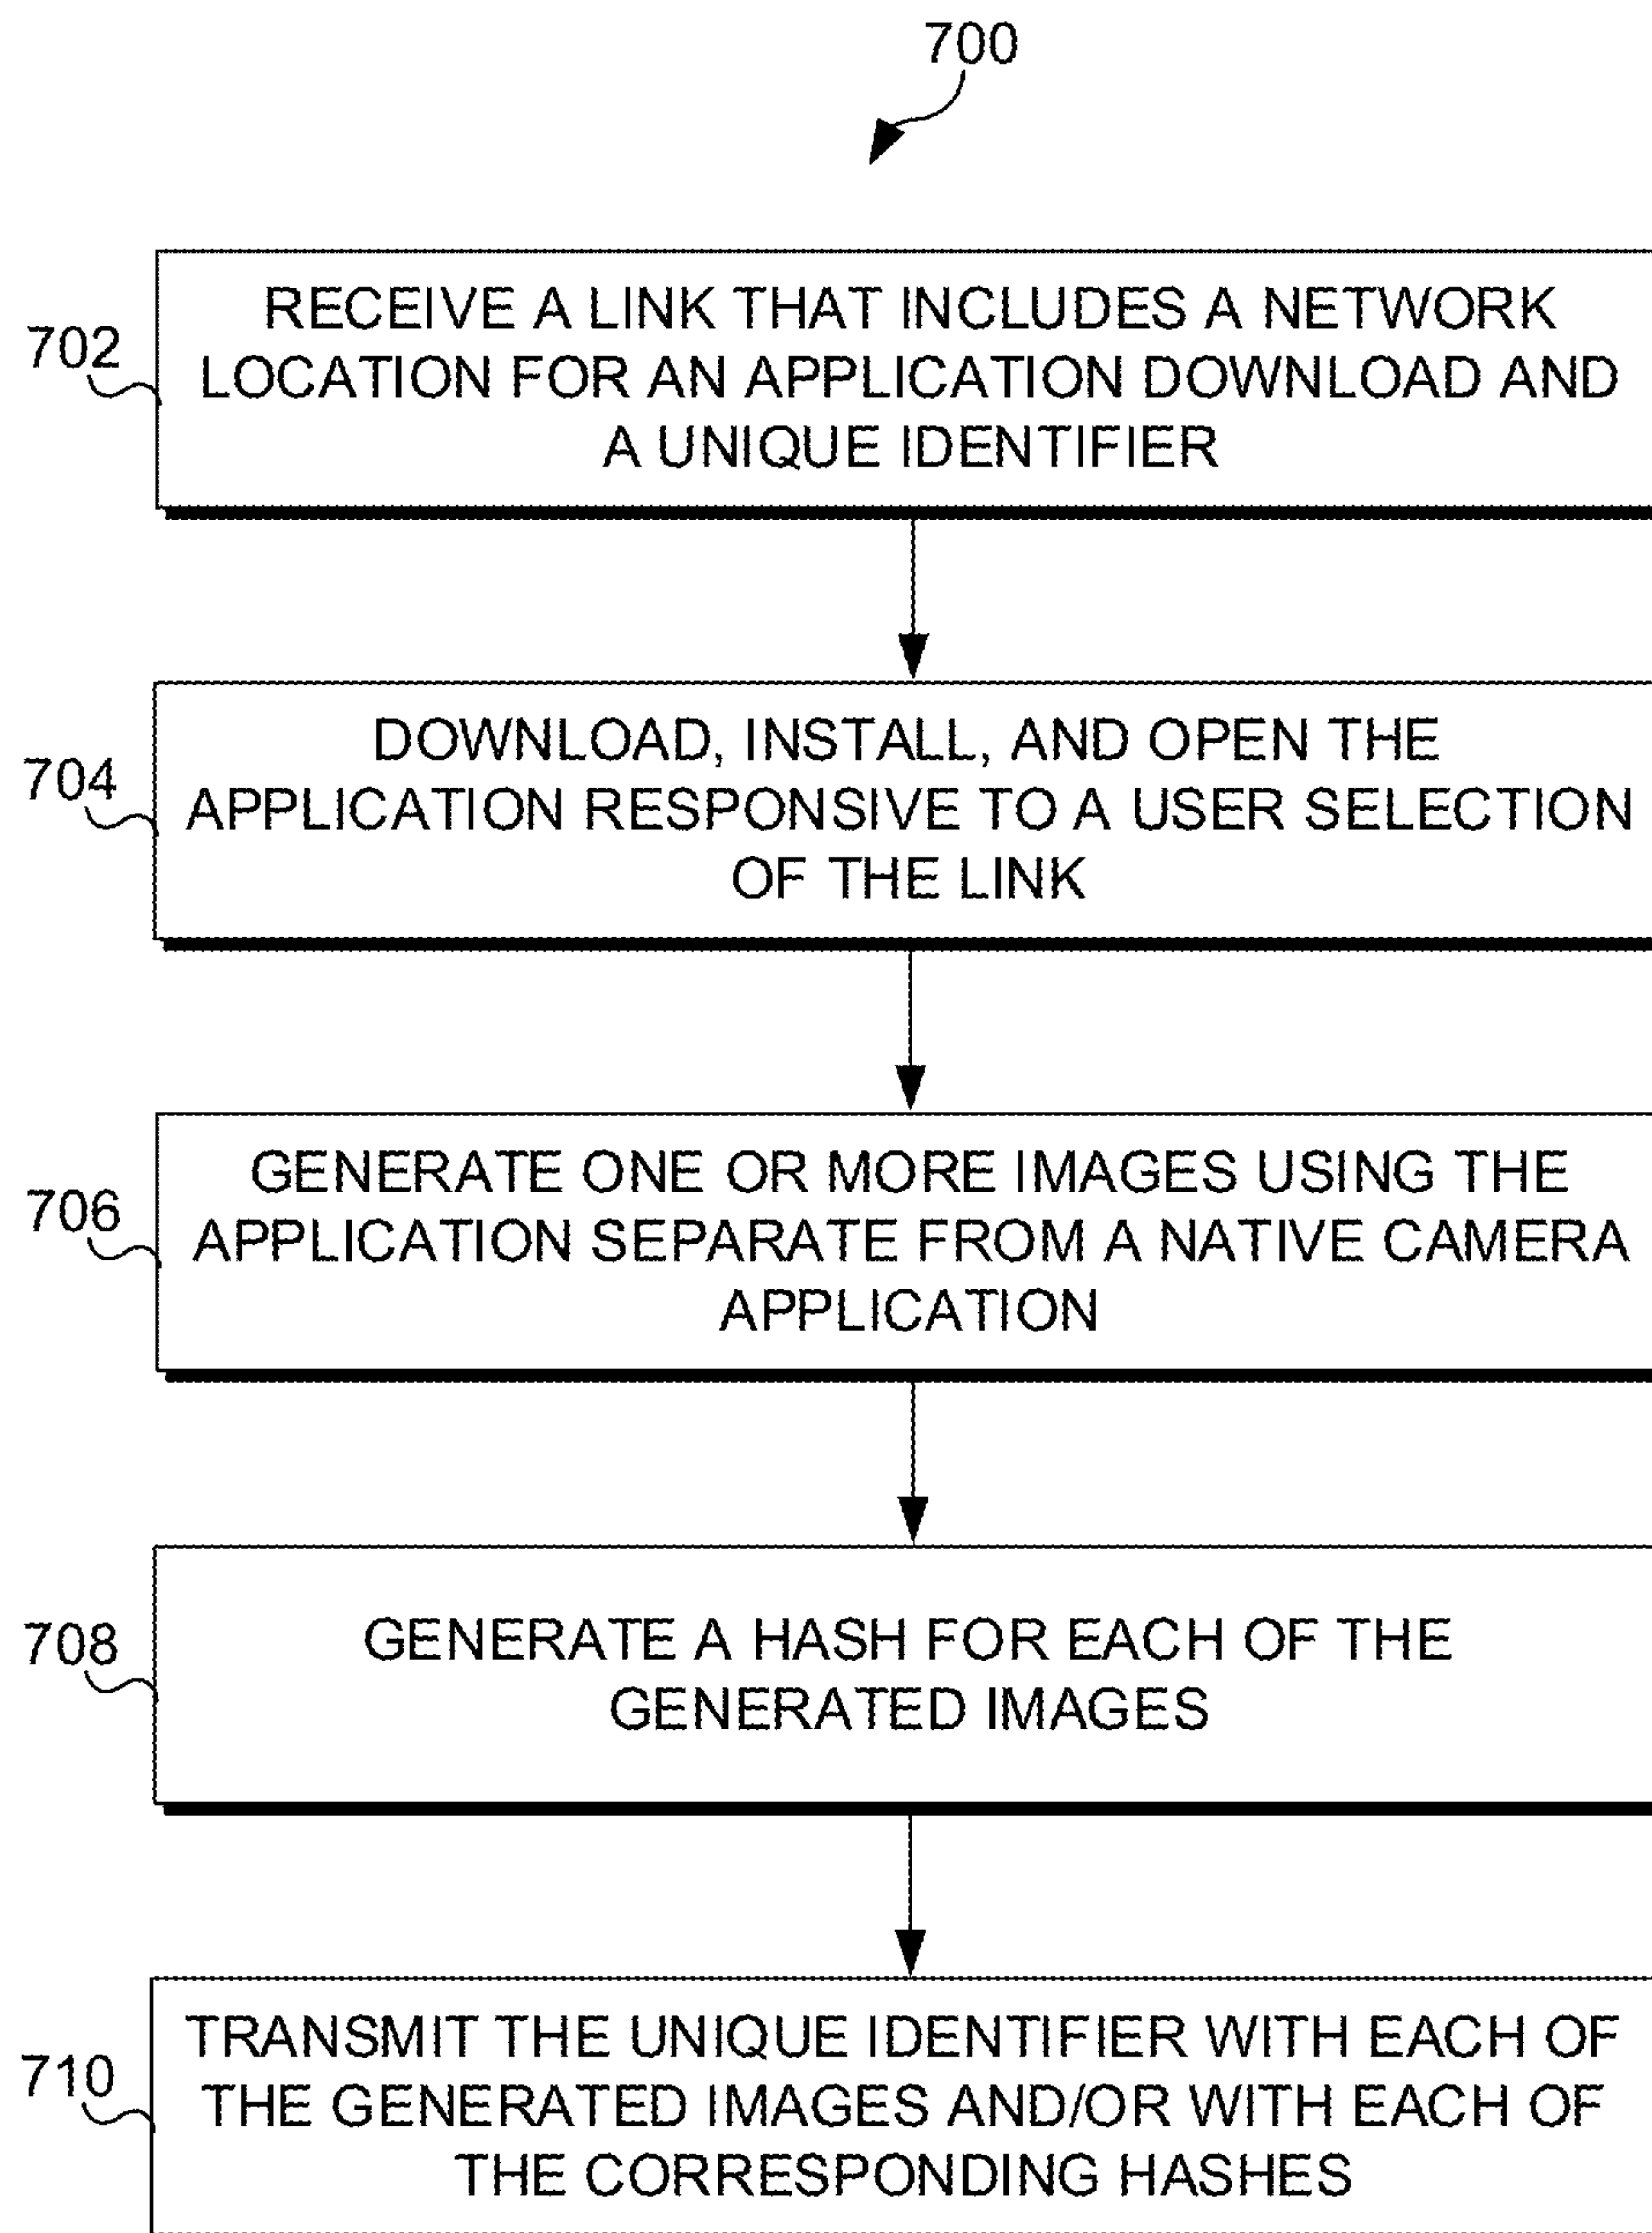 700
702
RECEIVE A LINK THAT INCLUDES A NETWORK
LOCATION FOR AN APPLICATION DOWNLOAD AND
A UNIQUE IDENTIFIER
704
DOWNLOAD, INSTALL, AND OPEN THE
APPLICATION RESPONSIVE TO A USER SELECTION
OF THE LINK
706
GENERATE ONE OR MORE IMAGES USING THE
APPLICATION SEPARATE FROM A NATIVE CAMERA
APPLICATION
708
GENERATE A HASH FOR EACH OF THE
GENERATED IMAGES
710
TRANSMIT THE UNIQUE IDENTIFIER WITH EACH OF
THE GENERATED IMAGES AND/OR WITH EACH OF
THE CORRESPONDING HASHES